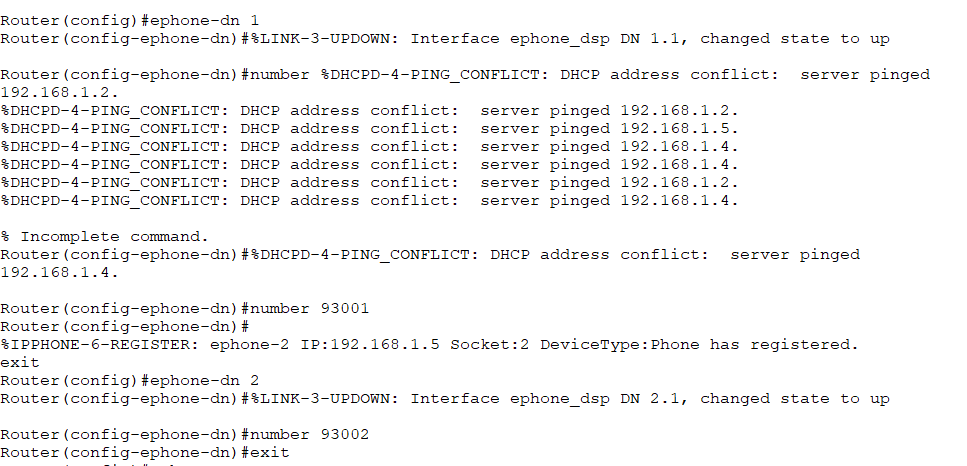 Router(config)#ephone-dn 1
Router(config-ephone-dn)#%LINK-3-UPDOWN: Interface ephone_dsp DN 1.1, changed state to up
Router(config-ephone-dn)#number %DHCPD-4-PING_CONFLICT: DHCP address conflict:  server pinged
192.168.1.2.
%DHCPD-4-PING_CONFLICT: DHCP address conflict:  server pinged 192.168.1.2.
%DHCPD-4-PING_CONFLICT: DHCP address conflict:  server pinged 192.168.1.5.
%DHCPD-4-PING_CONFLICT: DHCP address conflict:  server pinged 192.168.1.4.
%DHCPD-4-PING_CONFLICT: DHCP address conflict:  server pinged 192.168.1.4.
%DHCPD-4-PING_CONFLICT: DHCP address conflict:  server pinged 192.168.1.2.
%DHCPD-4-PING_CONFLICT: DHCP address conflict:  server pinged 192.168.1.4.
% Incomplete command.
Router(config-ephone-dn)#%DHCPD-4-PING_CONFLICT: DHCP address conflict:  server pinged
192.168.1.4.
Router(config-ephone-dn)#number 93001
Router(config-ephone-dn)#
%IPPHONE-6-REGISTER: ephone-2 IP:192.168.1.5 Socket:2 DeviceType:Phone has registered.
exit
Router(config)#ephone-dn 2
Router(config-ephone-dn)#%LINK-3-UPDOWN: Interface ephone_dsp DN 2.1, changed state to up
Router(config-ephone-dn)#number 93002
Router(config-ephone-dn)#exit